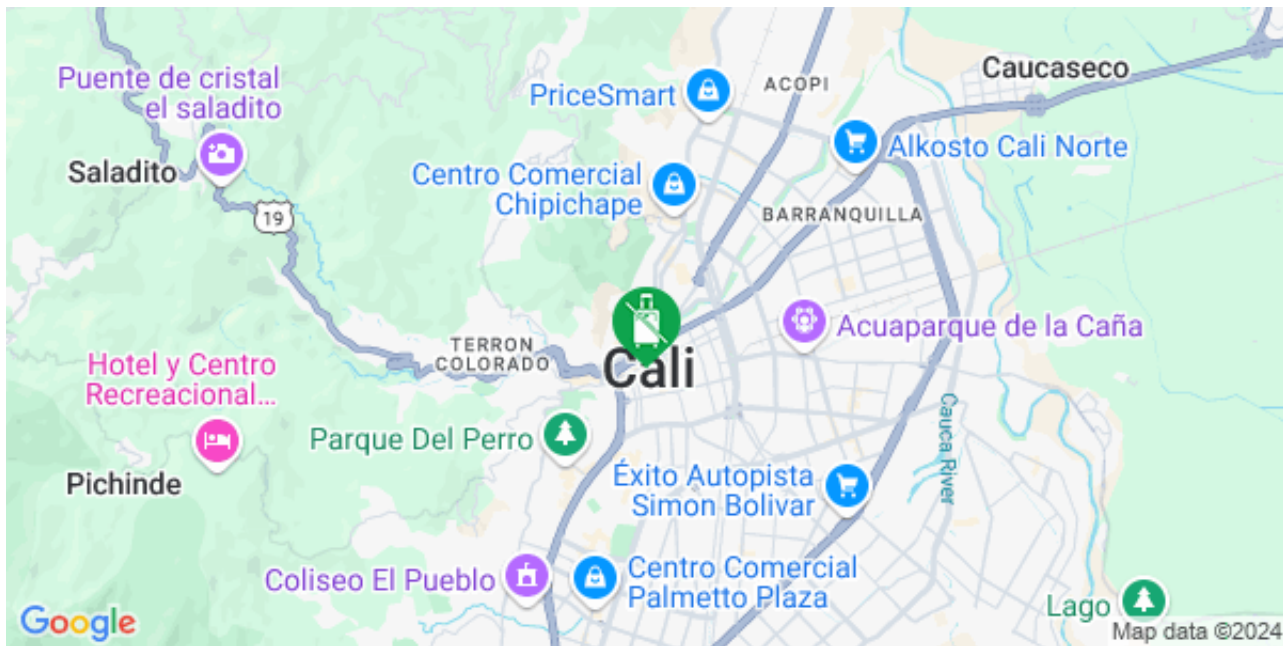 Puente de cristal
el saladito
PriceSmart
ACOPI
Caucaseco
Saladito
Centro Comercial
Chipichape
Alkosto Cali Norte
19
BARRANQUILLA
Acuaparque de la Caña
TERRON
COLORADO
Cali
Hotel y Centro
Recreacional...
Parque Del Perro
Cauca River
Pichinde
Éxito Autopista
Simon Bolivar
Coliseo El Pueblo
Centro Comercial
Palmetto Plaza
Lago
Google
Map data ©2024